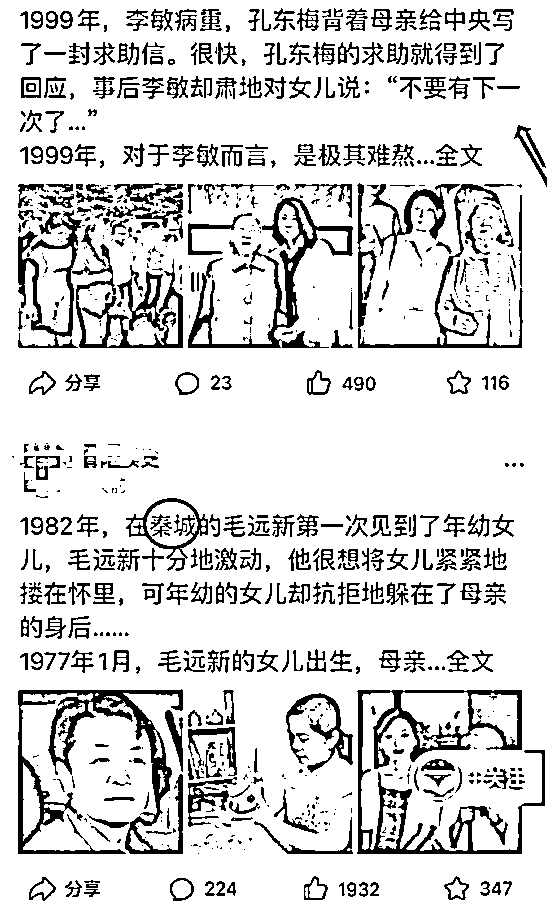 1999年，李敏病重，孔东梅背着母亲给中央写
了一封求助信。很快，孔东梅的求助就得到了
回应，事后李敏却肃地对女儿说：“不要有下一
次了...”
1999年，对于李敏而言，是极其难熬...全文
分享 23 490 116
...
1982年，在秦城的毛远新第一次见到了年幼女
儿，毛远新十分地激动，他很想将女儿紧紧地
搂在怀里，可年幼的女儿却抗拒地躲在了母亲
的身后......
1977年1月，毛远新的女儿出生，母亲...全文
分享 224 1932 347